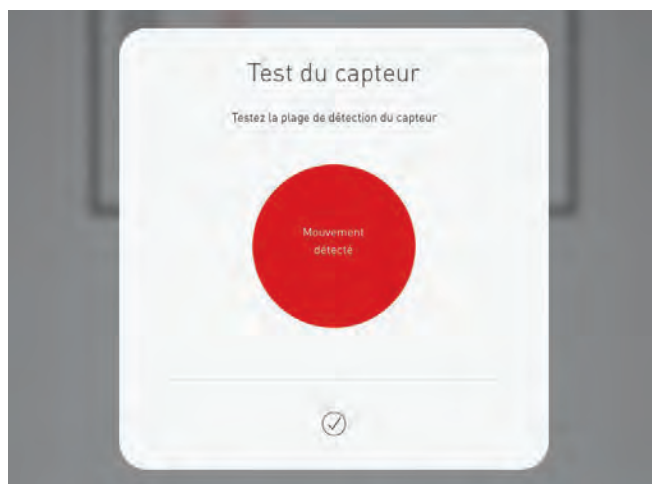 Test du capteur
Testez la plage de détection du capteur
Mouvement
détecté